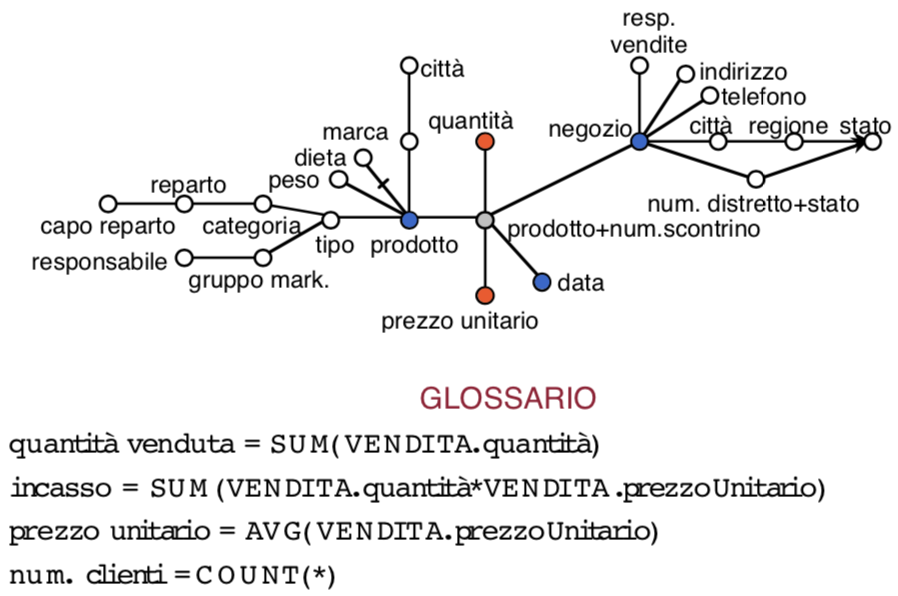 resp.
vendite
città
indirizzo
telefono
marca
quantità
negozio
città
regione
stato
dieta
peso
reparto
num. distretto+stato
capo reparto
categoria
tipo
prodotto
prodotto+num.scontrino
responsabile
gruppo mark.
data
prezzo unitario
GLOSSARIO
quantità venduta = SUM(VENDITA.quantità)
incasso = SUM (VENDITA.quantità*VENDITA.prezzoUnitario)
prezzo unitario = AVG(VENDITA.prezzoUnitario)
num. clienti = COUNT(*)